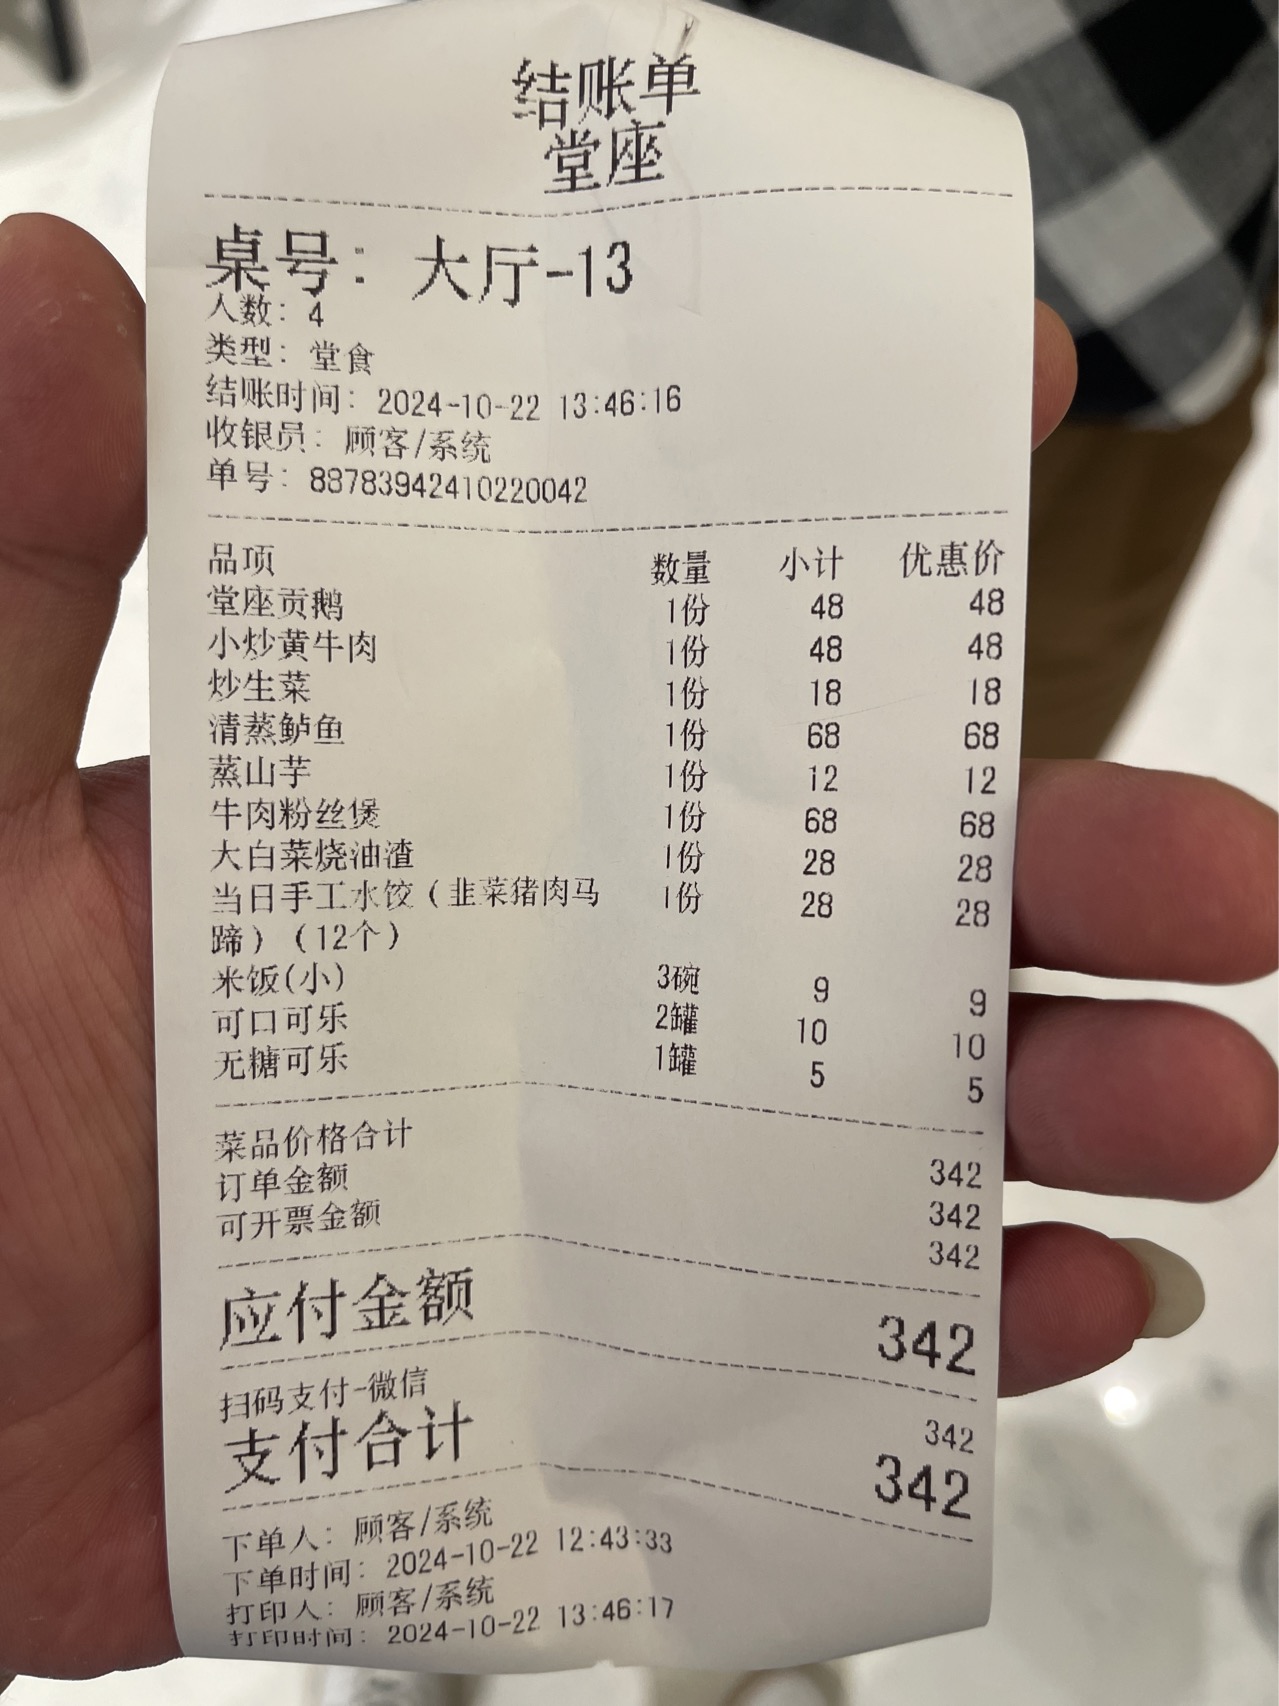 结账单
堂座
桌号: 大厅-13
人数: 4
类型: 堂食
结账时间: 2024-10-22 13:46:16
收银员: 顾客/系统
单号: 887839424102200​42
品项 数量 小计 优惠价
堂座贡鹅 1份 48 48
小炒黄牛肉 1份 48 48
炒生菜 1份 18 18
清蒸鲈鱼 1份 68 68
蒸山芋 1份 12 12
牛肉粉丝煲 1份 68 68
大白菜烧油渣 1份 28 28
当日手工水饺（韭菜猪肉马 1份 28 28
蹄）（12个）
米饭(小) 3碗 9 9
可口可乐 2罐 10 10
无糖可乐 1罐 5 5
菜品价格合计 342
订单金额 342
可开票金额 342
应付金额 342
扫码支付-微信 342
支付合计 342
下单人: 顾客/系统
下单时间: 2024-10-22 12:43:33
打印人: 顾客/系统
打印时间: 2024-10-22 13:46:17